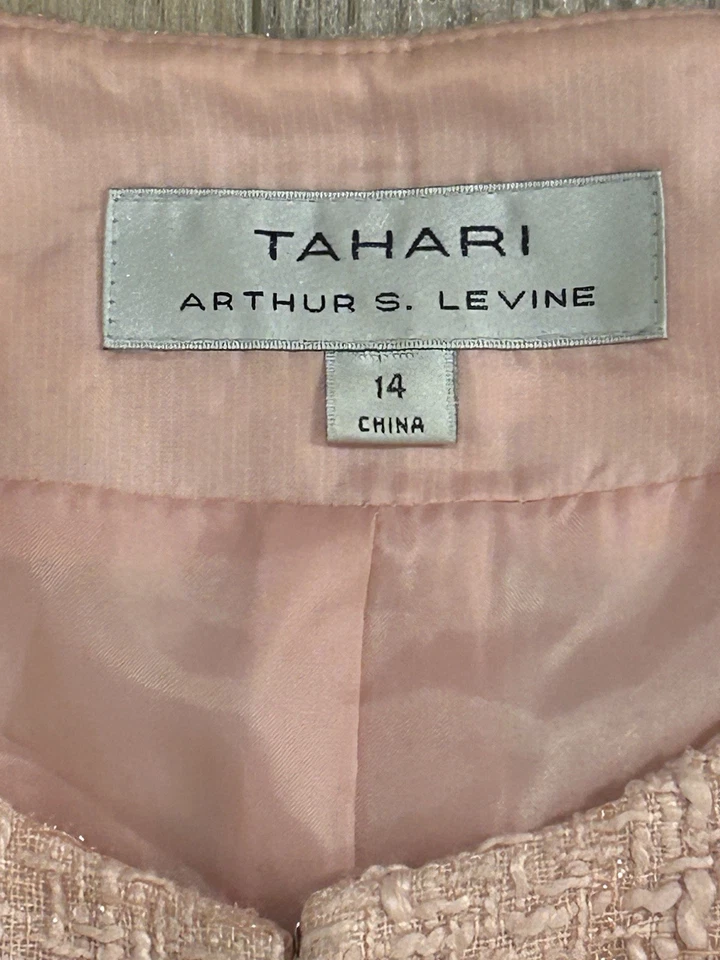 TAHARI
ARTHUR S. LEVINE
14
CHINA